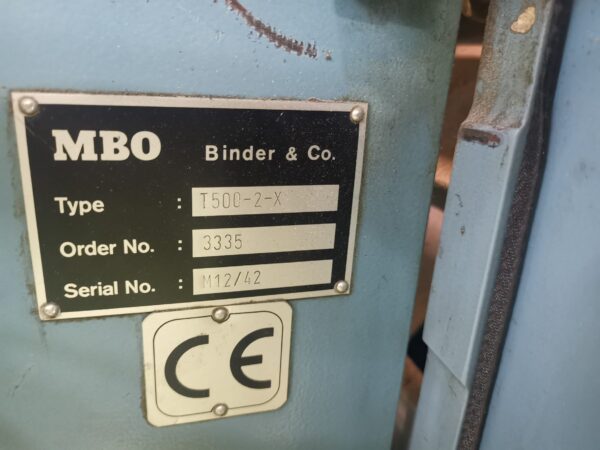 MBO Binder & Co.
Type : T500-2-X
Order No. : 3335
Serial No. : M12/42
CE